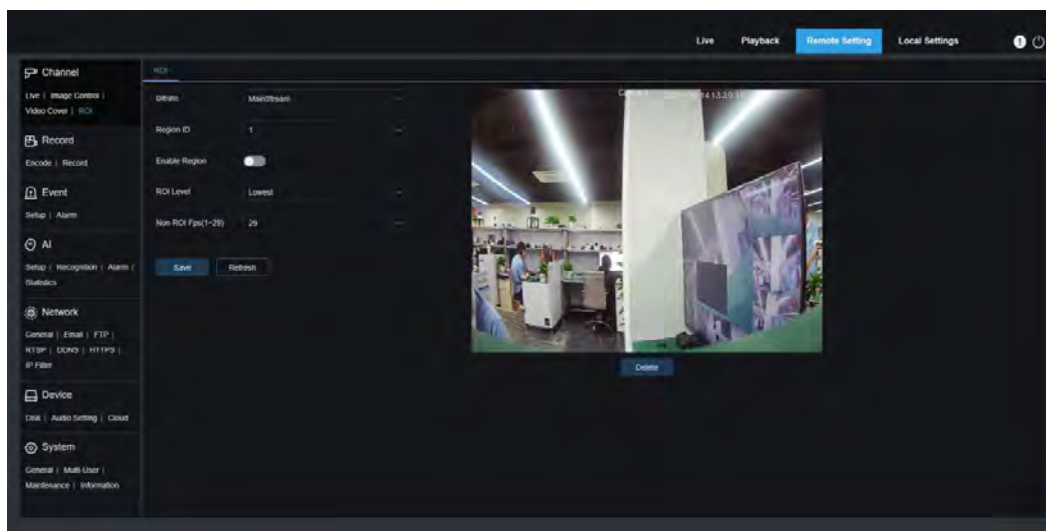 Live Playback Remote Setting Local Settings
Channel
Live | Image Control |
Video Cover | ROI
Record
Encode | Record
Event
Setup | Alarm
AI
Setup | Recognition | Alarm |
Statistics
Network
General | Email | FTP |
RTSP | DDNS | HTTPS |
IP Filter
Device
Disk | Audio Setting | Cloud
System
General | Multi-User |
Maintenance | Information
ROI
Bitrate MainStream
Region ID 1
Enable Region
ROI Level Lowest
Non ROI Fps(1~29) 29
Save Refresh
Delete